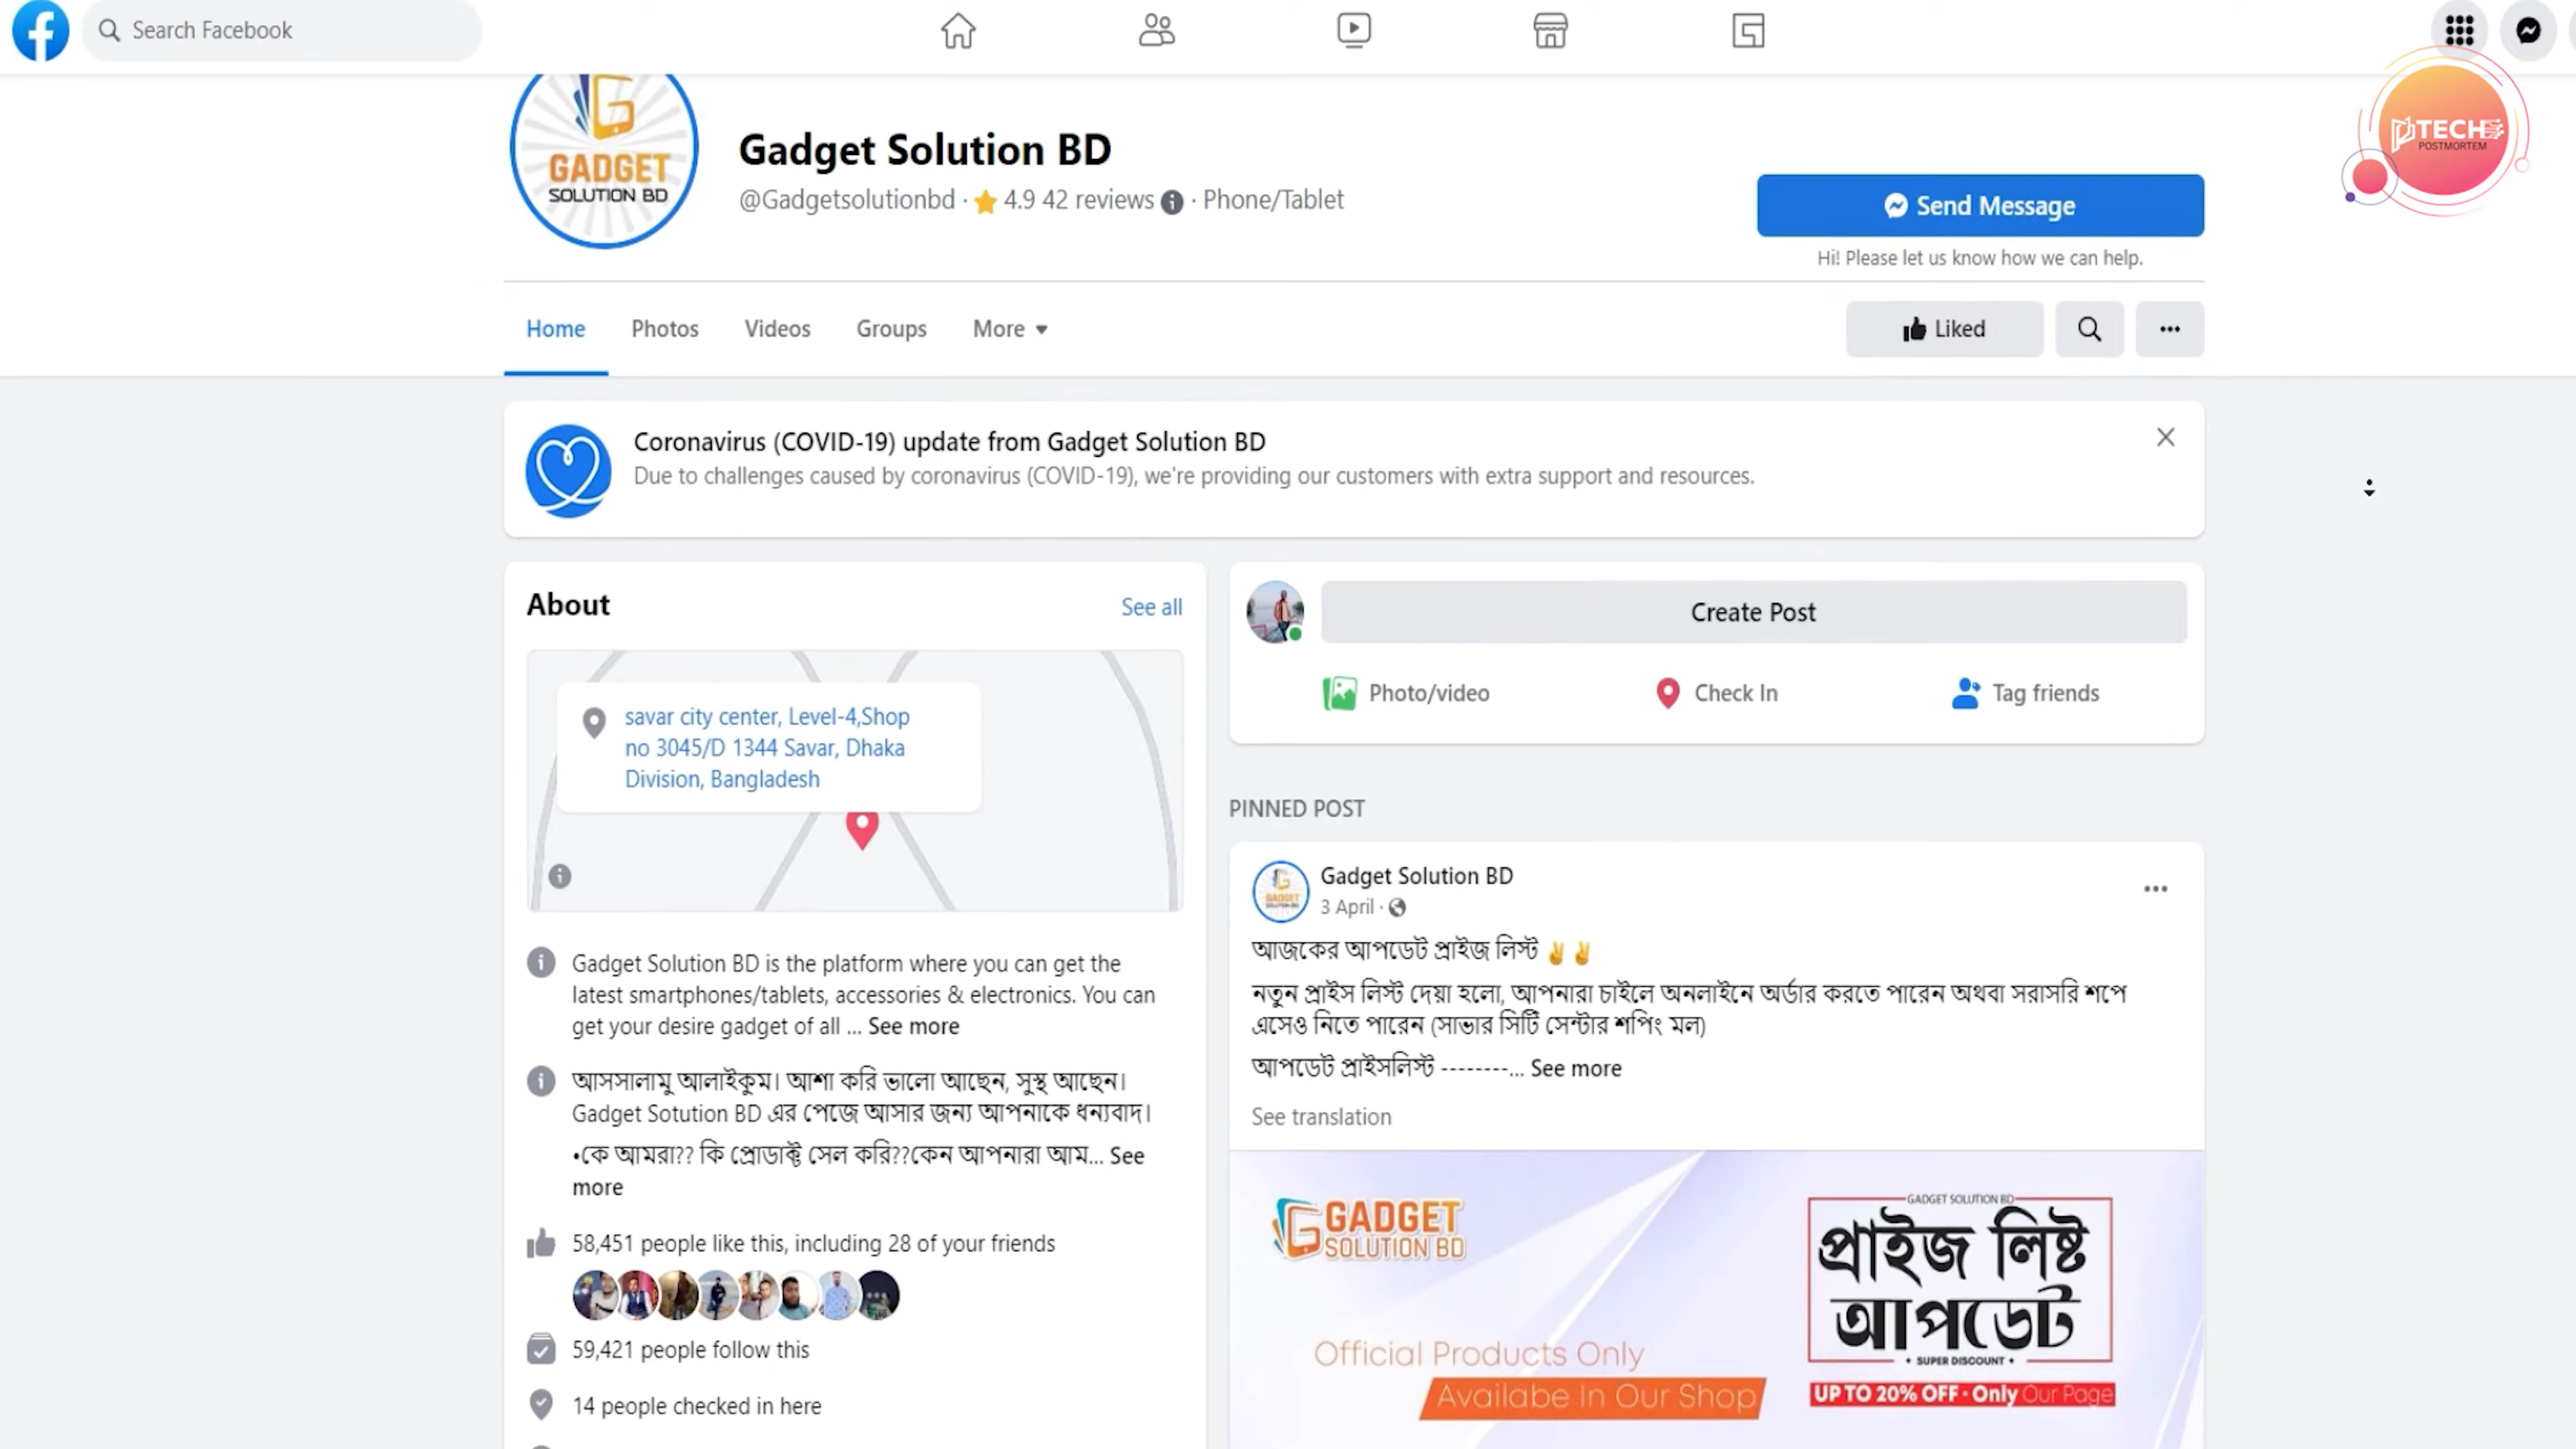 Search Facebook
TECH
POSTMORTEM
GADGET
SOLUTION BD
Gadget Solution BD
@Gadgetsolutionbd · 4.9 42 reviews · Phone/Tablet
Send Message
Hi! Please let us know how we can help.
Home Photos Videos Groups More
Liked
Coronavirus (COVID-19) update from Gadget Solution BD
Due to challenges caused by coronavirus (COVID-19), we're providing our customers with extra support and resources.
About
See all
savar city center, Level-4,Shop
no 3045/D 1344 Savar, Dhaka
Division, Bangladesh
Gadget Solution BD is the platform where you can get the
latest smartphones/tablets, accessories & electronics. You can
get your desire gadget of all ... See more
আসসালামু আলাইকুম। আশা করি ভালো আছেন, সুস্থ আছেন।
Gadget Sotution BD এর পেজে আসার জন্য আপনাকে ধন্যবাদ।
•কে আমরা?? কি প্রোডাক্ট সেল করি??কেন আপনারা আম... See
more
58,451 people like this, including 28 of your friends
59,421 people follow this
14 people checked in here
Create Post
Photo/video
Check In
Tag friends
PINNED POST
Gadget Solution BD
3 April ·
আজকের আপডেট প্রাইজ লিস্ট ✌️✌️
নতুন প্রাইস লিস্ট দেয়া হলো, আপনারা চাইলে অনলাইনে অর্ডার করতে পারেন অথবা সরাসরি শপে
এসেও নিতে পারেন (সাভার সিটি সেন্টার শপিং মল)
আপডেট প্রাইসলিস্ট --------... See more
See translation
GADGET
SOLUTION BD
Official Products Only
Availabe In Our Shop
GADGET SOLUTION BD
প্রাইজ লিষ্ট
আপডেট
• SUPER DISCOUNT •
UP TO 20% OFF · Only Our Page